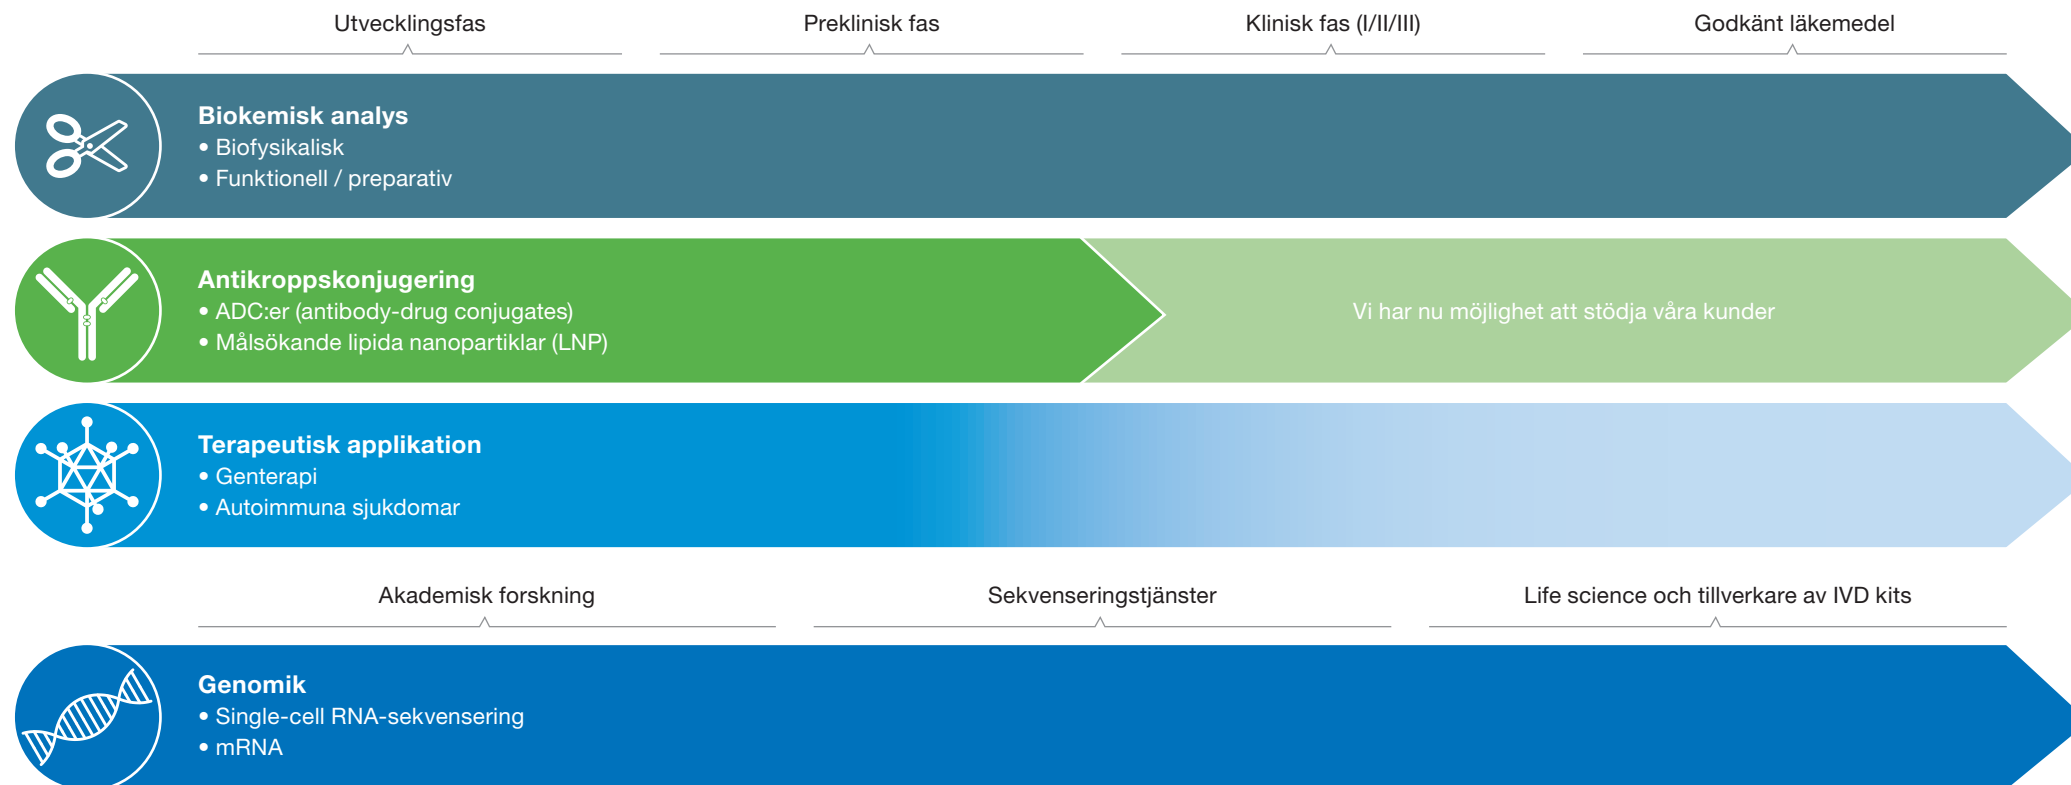 Utvecklingsfas
Preklinisk fas
Klinisk fas (I/II/III)
Godkänt läkemedel
Biokemisk analys
• Biofysikalisk
• Funktionell / preparativ
Antikroppskonjugering
• ADC:er (antibody-drug conjugates)
• Målsökande lipida nanopartiklar (LNP)
Vi har nu möjlighet att stödja våra kunder
Terapeutisk applikation
• Genterapi
• Autoimmuna sjukdomar
Akademisk forskning
Sekvenseringstjänster
Life science och tillverkare av IVD kits
Genomik
• Single-cell RNA-sekvensering
• mRNA